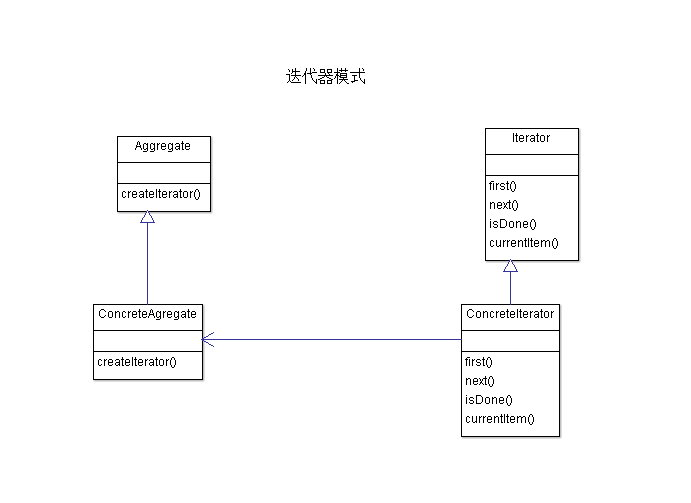 迭代器模式
Aggregate
createIterator()
Iterator
first()
next()
isDone()
currentItem()
ConcreteAgregate
createIterator()
ConcreteIterator
first()
next()
isDone()
currentItem()